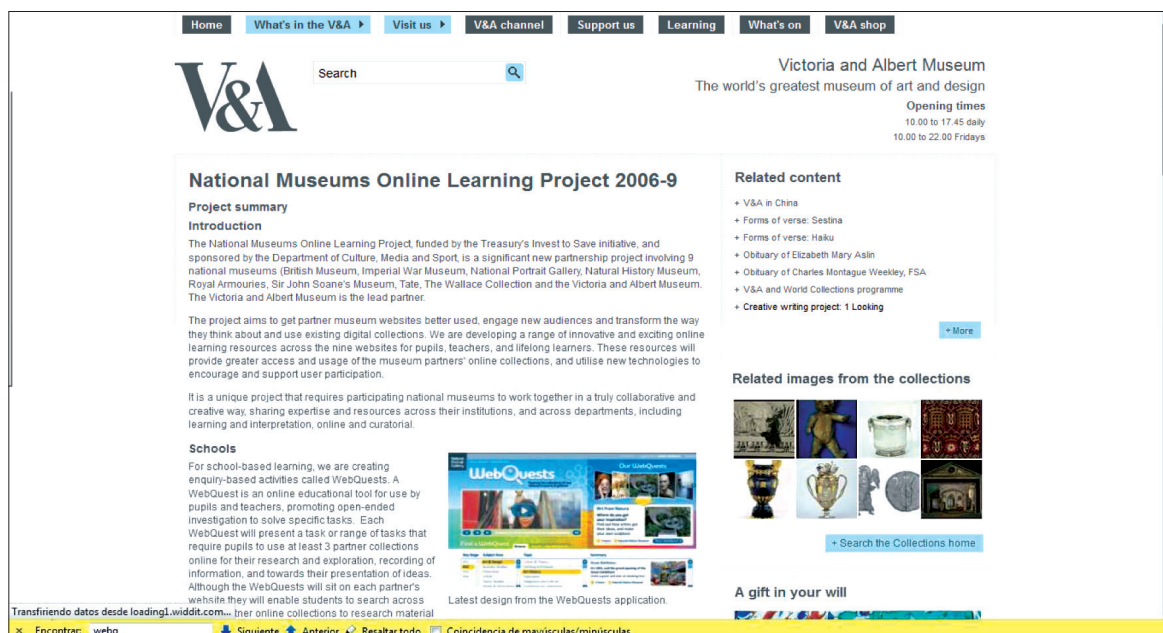 Home What's in the V&A Visit us V&A channel Support us Learning What's on V&A shop
V&A
Search
Victoria and Albert Museum
The world's greatest museum of art and design
Opening times
10.00 to 17.45 daily
10.00 to 22.00 Fridays
National Museums Online Learning Project 2006-9
Project summary
Introduction
The National Museums Online Learning Project, funded by the Treasury's Invest to Save initiative, and
sponsored by the Department of Culture, Media and Sport, is a significant new partnership project involving 9
national museums (British Museum, Imperial War Museum, National Portrait Gallery, Natural History Museum,
Royal Armouries, Sir John Soane's Museum, Tate, The Wallace Collection and the Victoria and Albert Museum.
The Victoria and Albert Museum is the lead partner.
The project aims to get partner museum websites better used, engage new audiences and transform the way
they think about and use existing digital collections. We are developing a range of innovative and exciting online
learning resources across the nine websites for pupils, teachers, and lifelong learners. These resources will
provide greater access and usage of the museum partners' online collections, and utilise new technologies to
encourage and support user participation.
It is a unique project that requires participating national museums to work together in a truly collaborative and
creative way, sharing expertise and resources across their institutions, and across departments, including
learning and interpretation, online and curatorial.
Schools
For school-based learning, we are creating
enquiry-based activities called WebQuests. A
WebQuest is an online educational tool for use by
pupils and teachers, promoting open-ended
investigation to solve specific tasks. Each
WebQuest will present a task or range of tasks that
require pupils to use at least 3 partner collections
online for their research and exploration, recording of
information, and towards their presentation of ideas.
Although the WebQuests will sit on each partner's
website they will enable students to search across
ther online collections to research material
WebQuests
Our WebQuests
Find a WebQuest
Latest design from the WebQuests application.
Related content
+ V&A in China
+ Forms of verse: Sestina
+ Forms of verse: Haiku
+ Obituary of Elizabeth Mary Aslin
+ Obituary of Charles Montague Weekley, FSA
+ V&A and World Collections programme
+ Creative writing project: 1 Looking
+ More
Related images from the collections
+ Search the Collections home
A gift in your will
Transfiriendo datos desde loading1.widdit.com...
× Encontrar: webq Siguiente Anterior Resaltar todo Coincidencia de mayúsculas/minúsculas